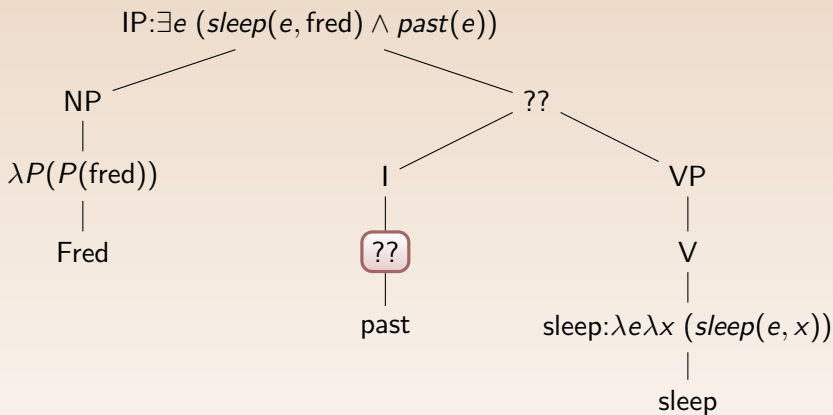 IP:∃e (sleep(e, fred) ∧ past(e))
NP ??
λP(P(fred)) I VP
Fred ?? V
past sleep:λeλx (sleep(e, x))
sleep